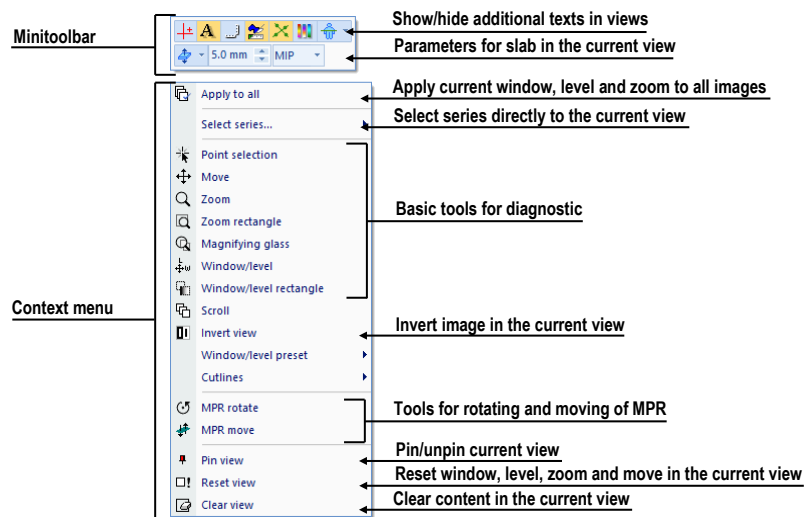 Minitoolbar
A
Show/hide additional texts in views
5.0 mm MIP
Parameters for slab in the current view
Apply to all
Apply current window, level and zoom to all images
Select series...
Select series directly to the current view
Point selection
Move
Zoom
Basic tools for diagnostic
Zoom rectangle
Magnifying glass
Window/level
Window/level rectangle
Context menu
Scroll
Invert view
Invert image in the current view
Window/level preset
Cutlines
MPR rotate
Tools for rotating and moving of MPR
MPR move
Pin view
Pin/unpin current view
Reset view
Reset window, level, zoom and move in the current view
Clear view
Clear content in the current view